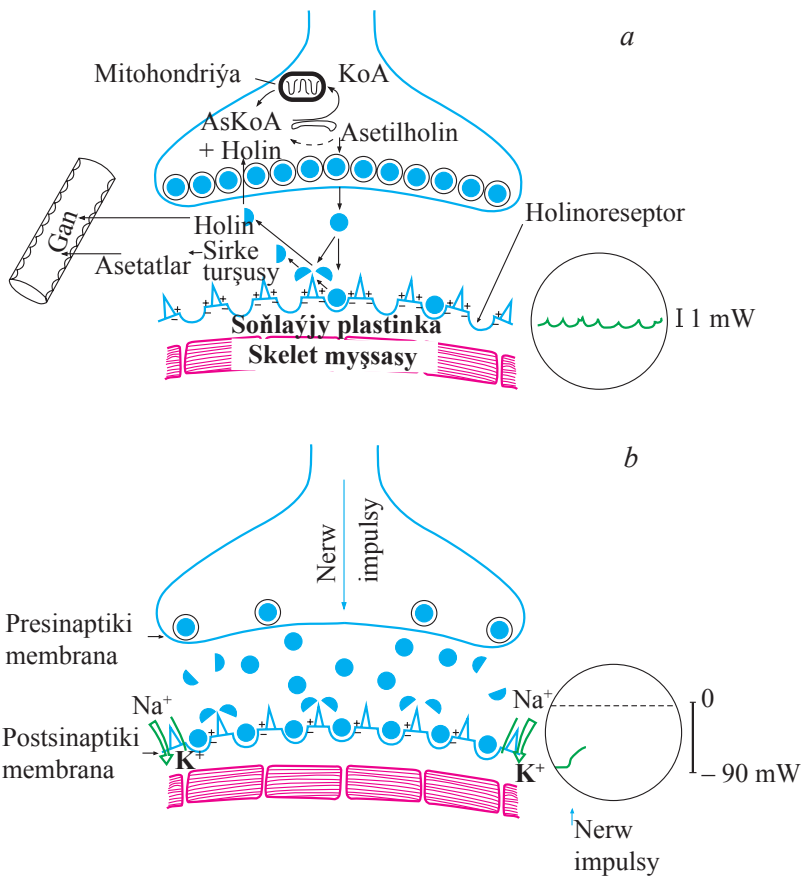 a
Mitohondriýa
KoA
AsKoA
+ Holin
Asetilholin
Gan
Holin
Holinoreseptor
Asetatlar
Sirke
turşusy
I 1 mW
Soňlaýjy plastinka
Skelet myşsasy
b
Nerw
impulsy
Presinaptiki
membrana
Na⁺
Na⁺
0
Postsinaptiki
membrana
K⁺
K⁺
– 90 mW
Nerw
impulsy